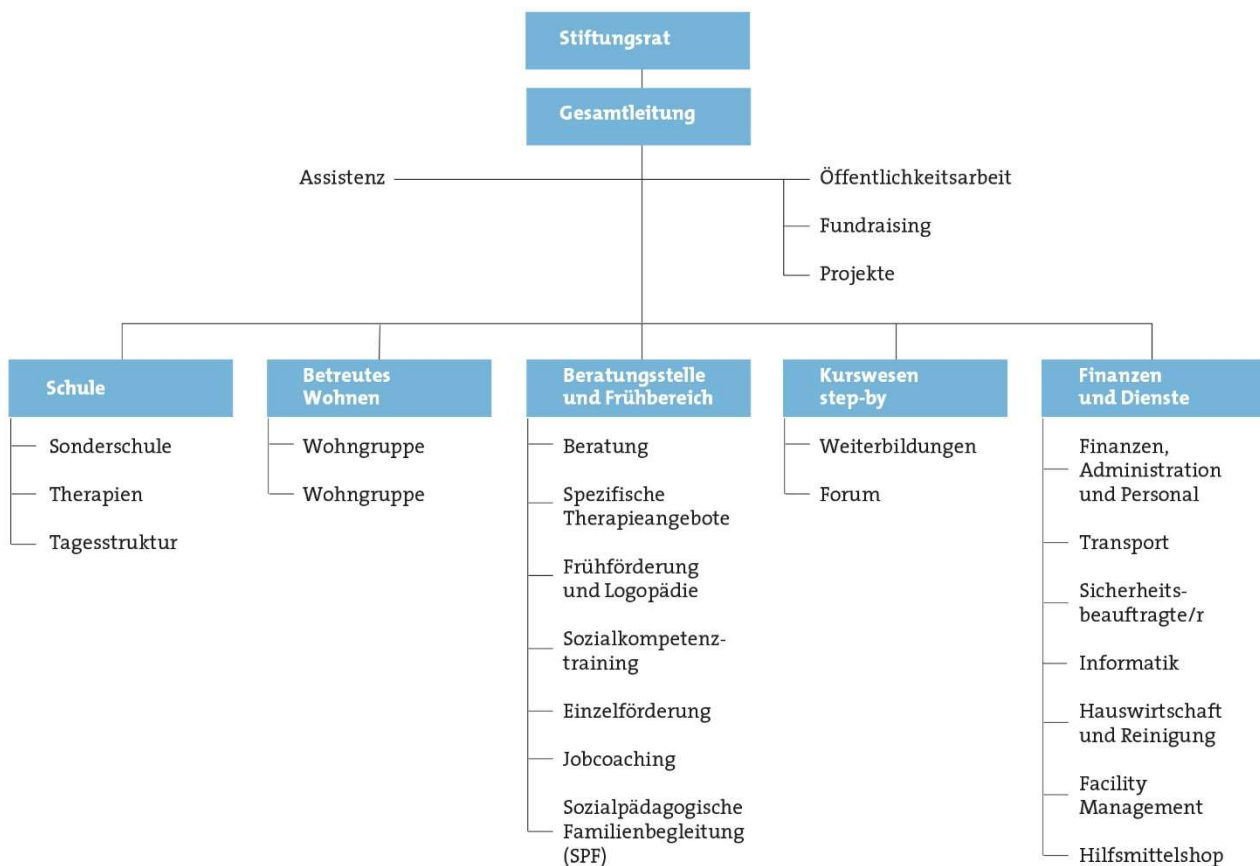 Stiftungsrat
Gesamtleitung
Assistenz
Öffentlichkeitsarbeit
Fundraising
Projekte
Schule
Sonderschule
Therapien
Tagesstruktur
Betreutes
Wohnen
Wohngruppe
Wohngruppe
Beratungsstelle
und Frühbereich
Beratung
Spezifische
Therapieangebote
Frühförderung
und Logopädie
Sozialkompetenz-
training
Einzelförderung
Jobcoaching
Sozialpädagogische
Familienbegleitung
(SPF)
Kurswesen
step-by
Weiterbildungen
Forum
Finanzen
und Dienste
Finanzen,
Administration
und Personal
Transport
Sicherheits-
beauftragte/r
Informatik
Hauswirtschaft
und Reinigung
Facility
Management
Hilfsmittelshop